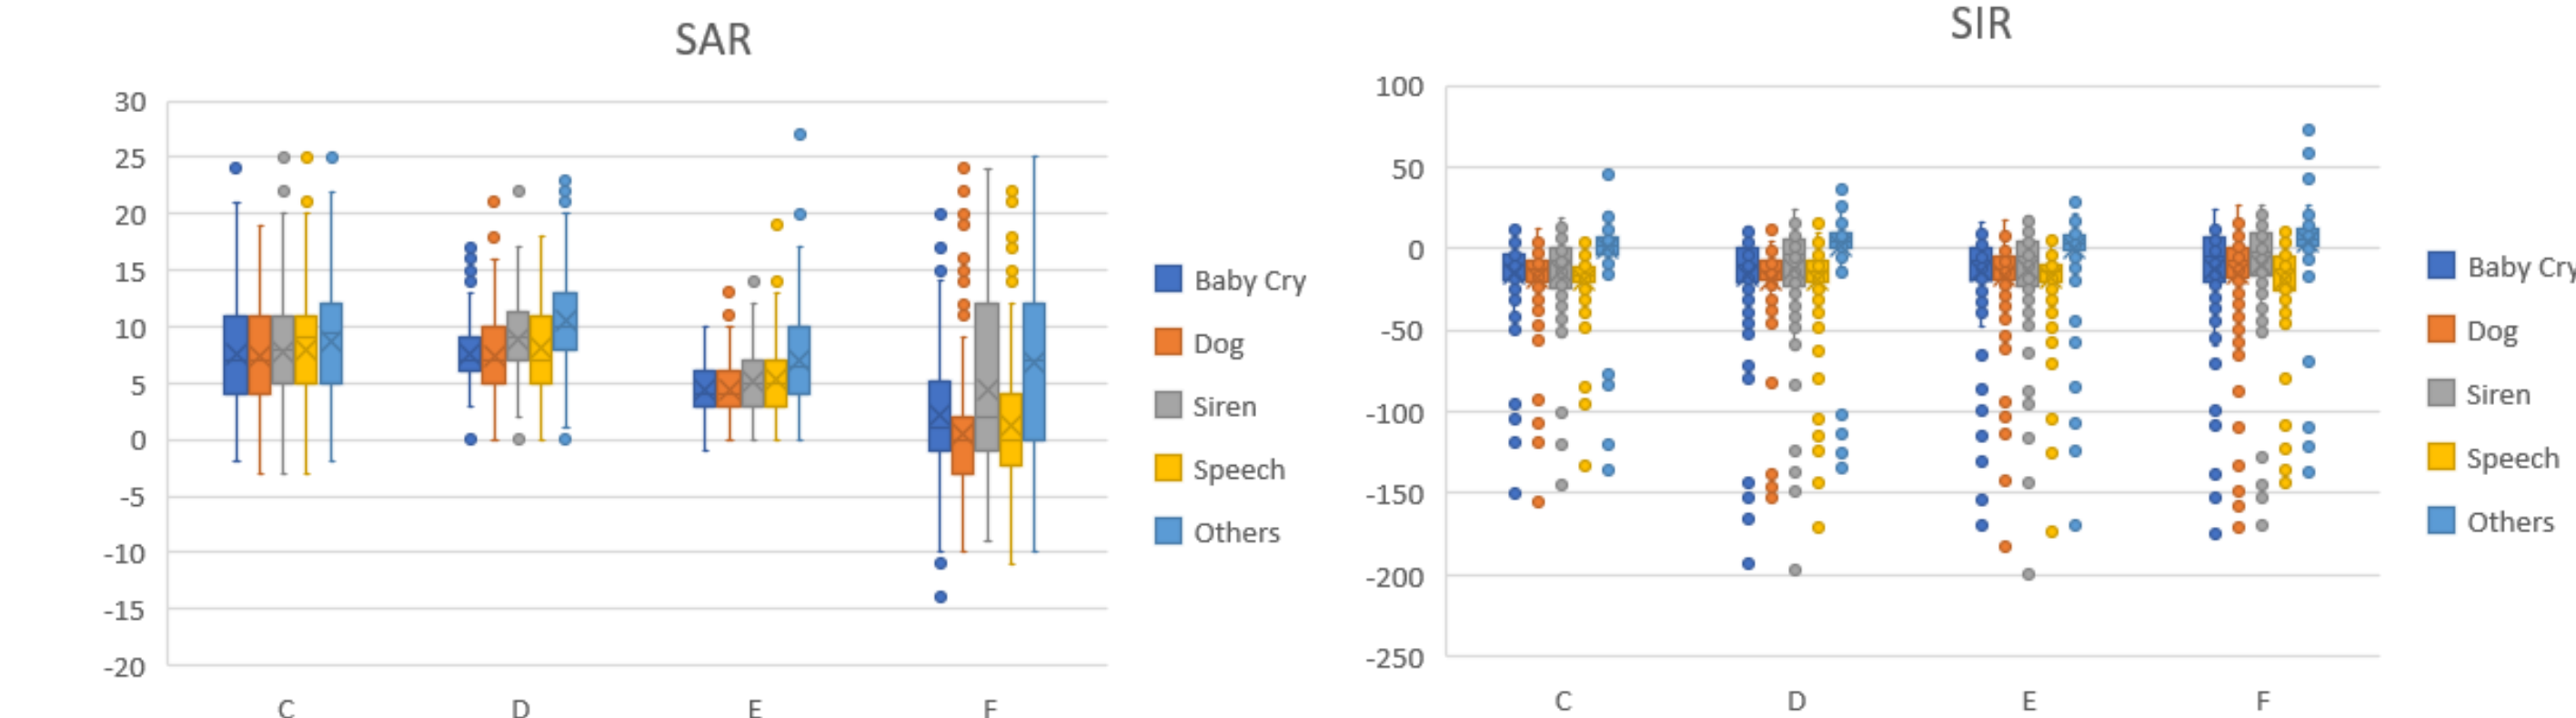 SAR
30
25
20
15
10
5
0
-5
-10
-15
-20
C D E F
Baby Cry
Dog
Siren
Speech
Others
SIR
100
50
0
-50
-100
-150
-200
-250
C D E F
Baby Cry
Dog
Siren
Speech
Others